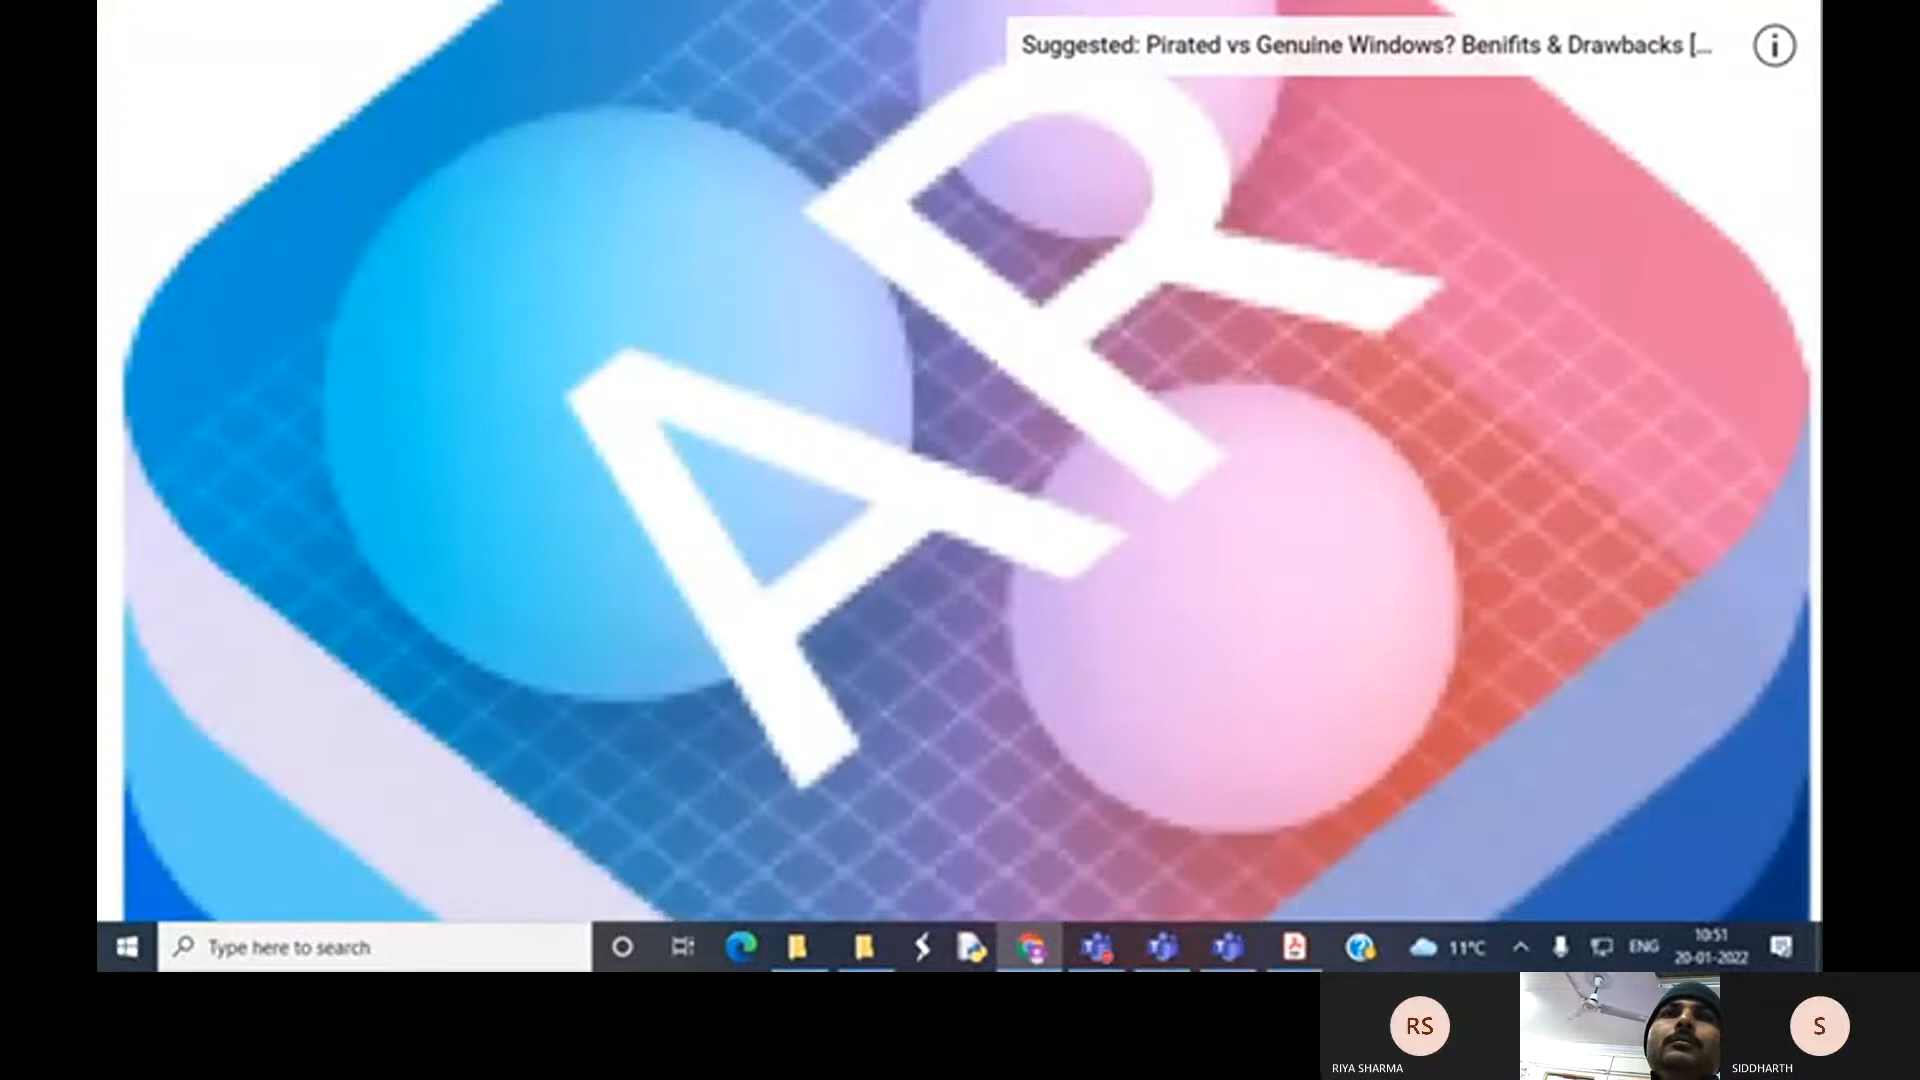 Suggested: Pirated vs Genuine Windows? Benifits & Drawbacks [...
AR
Type here to search
11°C
ENG
10:51
20-01-2022
RS
S
RIYA SHARMA
SIDDHARTH